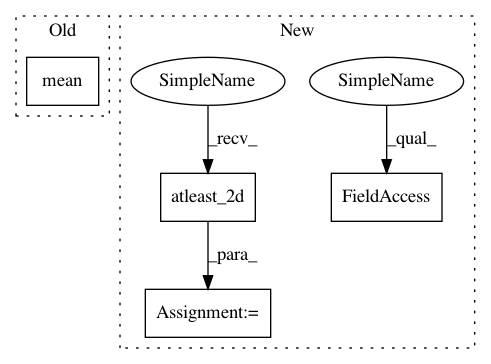 Old
New
mean
SimpleName
SimpleName
_recv_
_qual_
atleast_2d
FieldAccess
_para_
Assignment:=